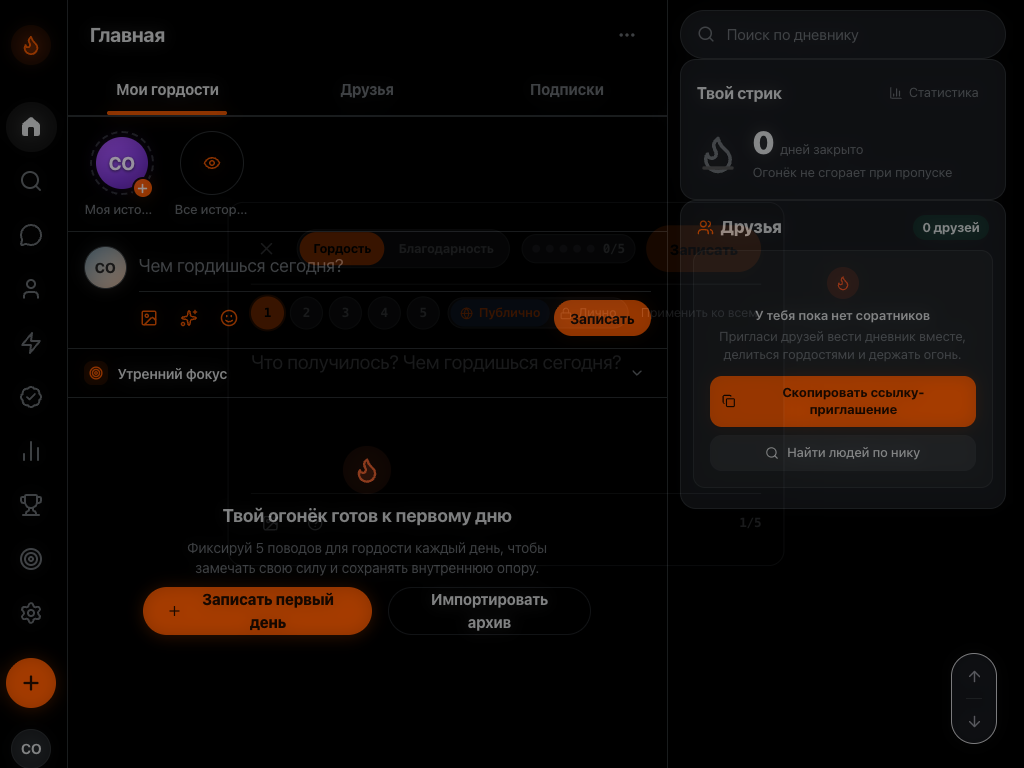 Главная
Мои гордости
Друзья
Подписки
СО
Моя исто...
Все истор...
СО
Чем гордишься сегодня?
Записать
Утренний фокус
Твой огонёк готов к первому дню
Фиксируй 5 поводов для гордости каждый день, чтобы
замечать свою силу и сохранять внутреннюю опору.
Записать первый
день
Импортировать
архив
Гордость
Благодарность
0/5
Записать
1
2
3
4
5
Публично
Лично
Применить ко всем
Что получилось? Чем гордишься сегодня?
1/5
Поиск по дневнику
Твой стрик
Статистика
0 дней закрыто
Огонёк не сгорает при пропуске
Друзья
0 друзей
У тебя пока нет соратников
Пригласи друзей вести дневник вместе,
делиться гордостями и держать огонь.
Скопировать ссылку-
приглашение
Найти людей по нику
СО